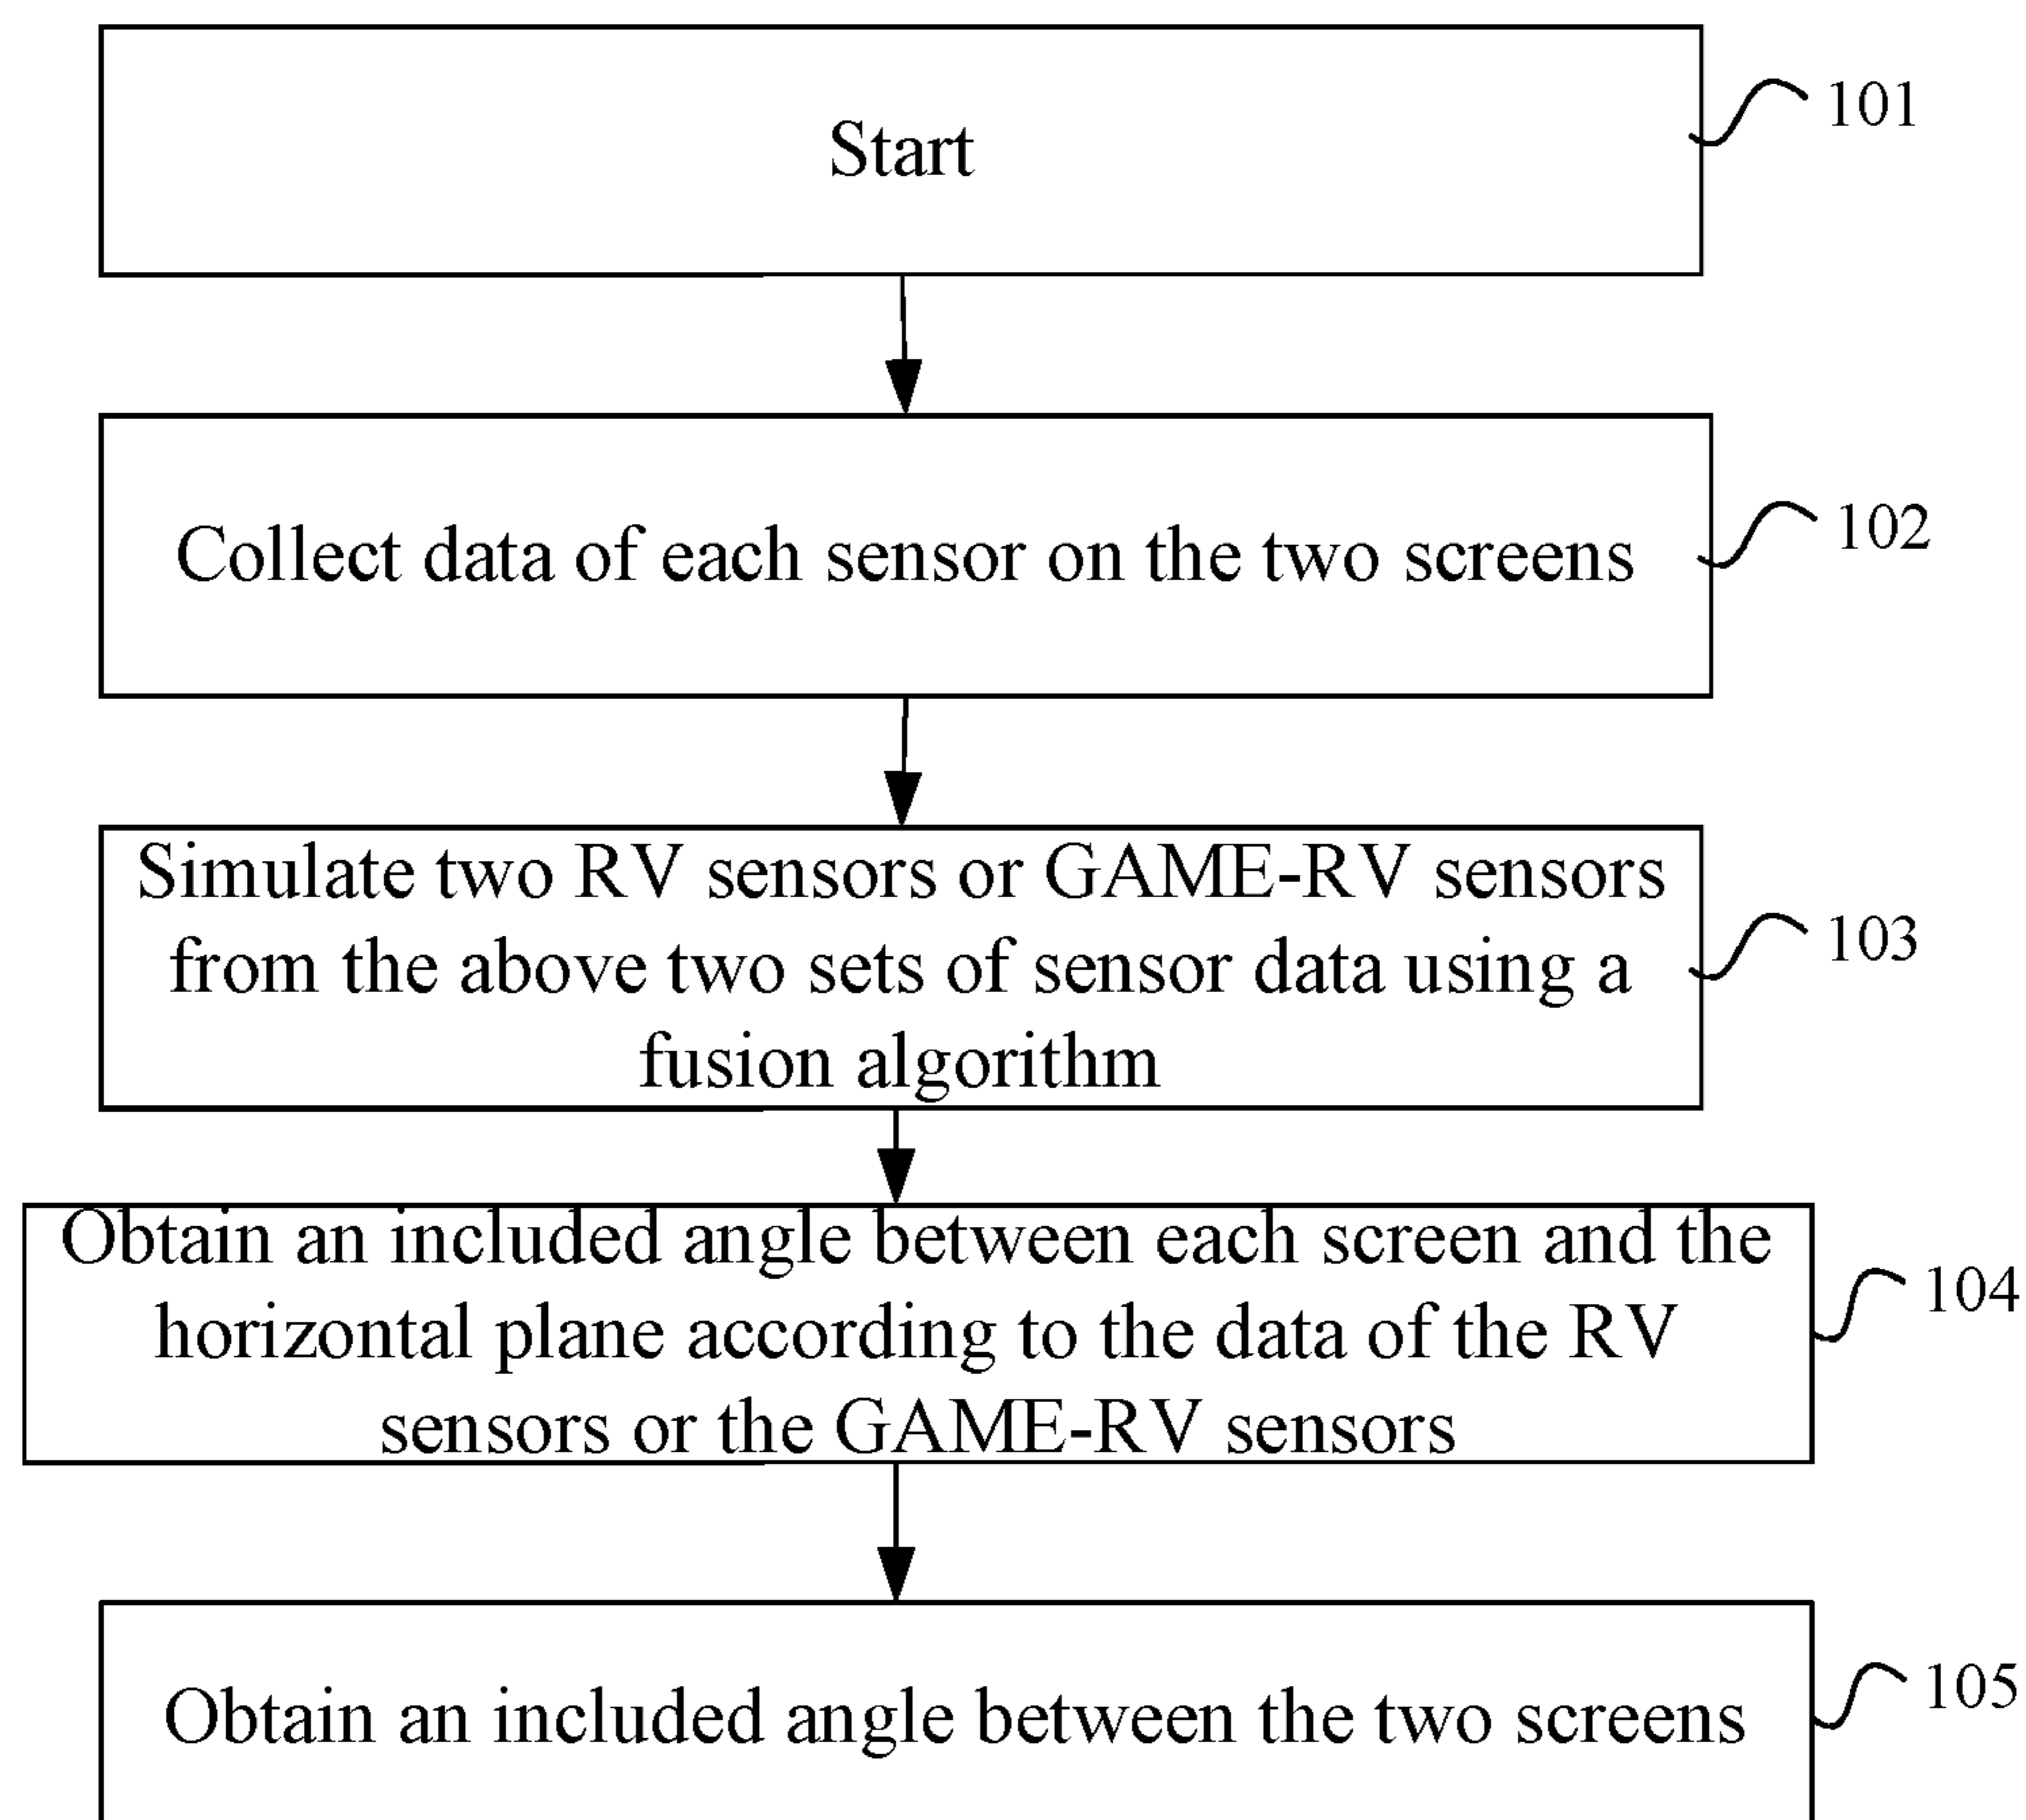 Start
101
Collect data of each sensor on the two screens
102
Simulate two RV sensors or GAME-RV sensors
from the above two sets of sensor data using a
fusion algorithm
103
Obtain an included angle between each screen and the
horizontal plane according to the data of the RV
sensors or the GAME-RV sensors
104
Obtain an included angle between the two screens
105